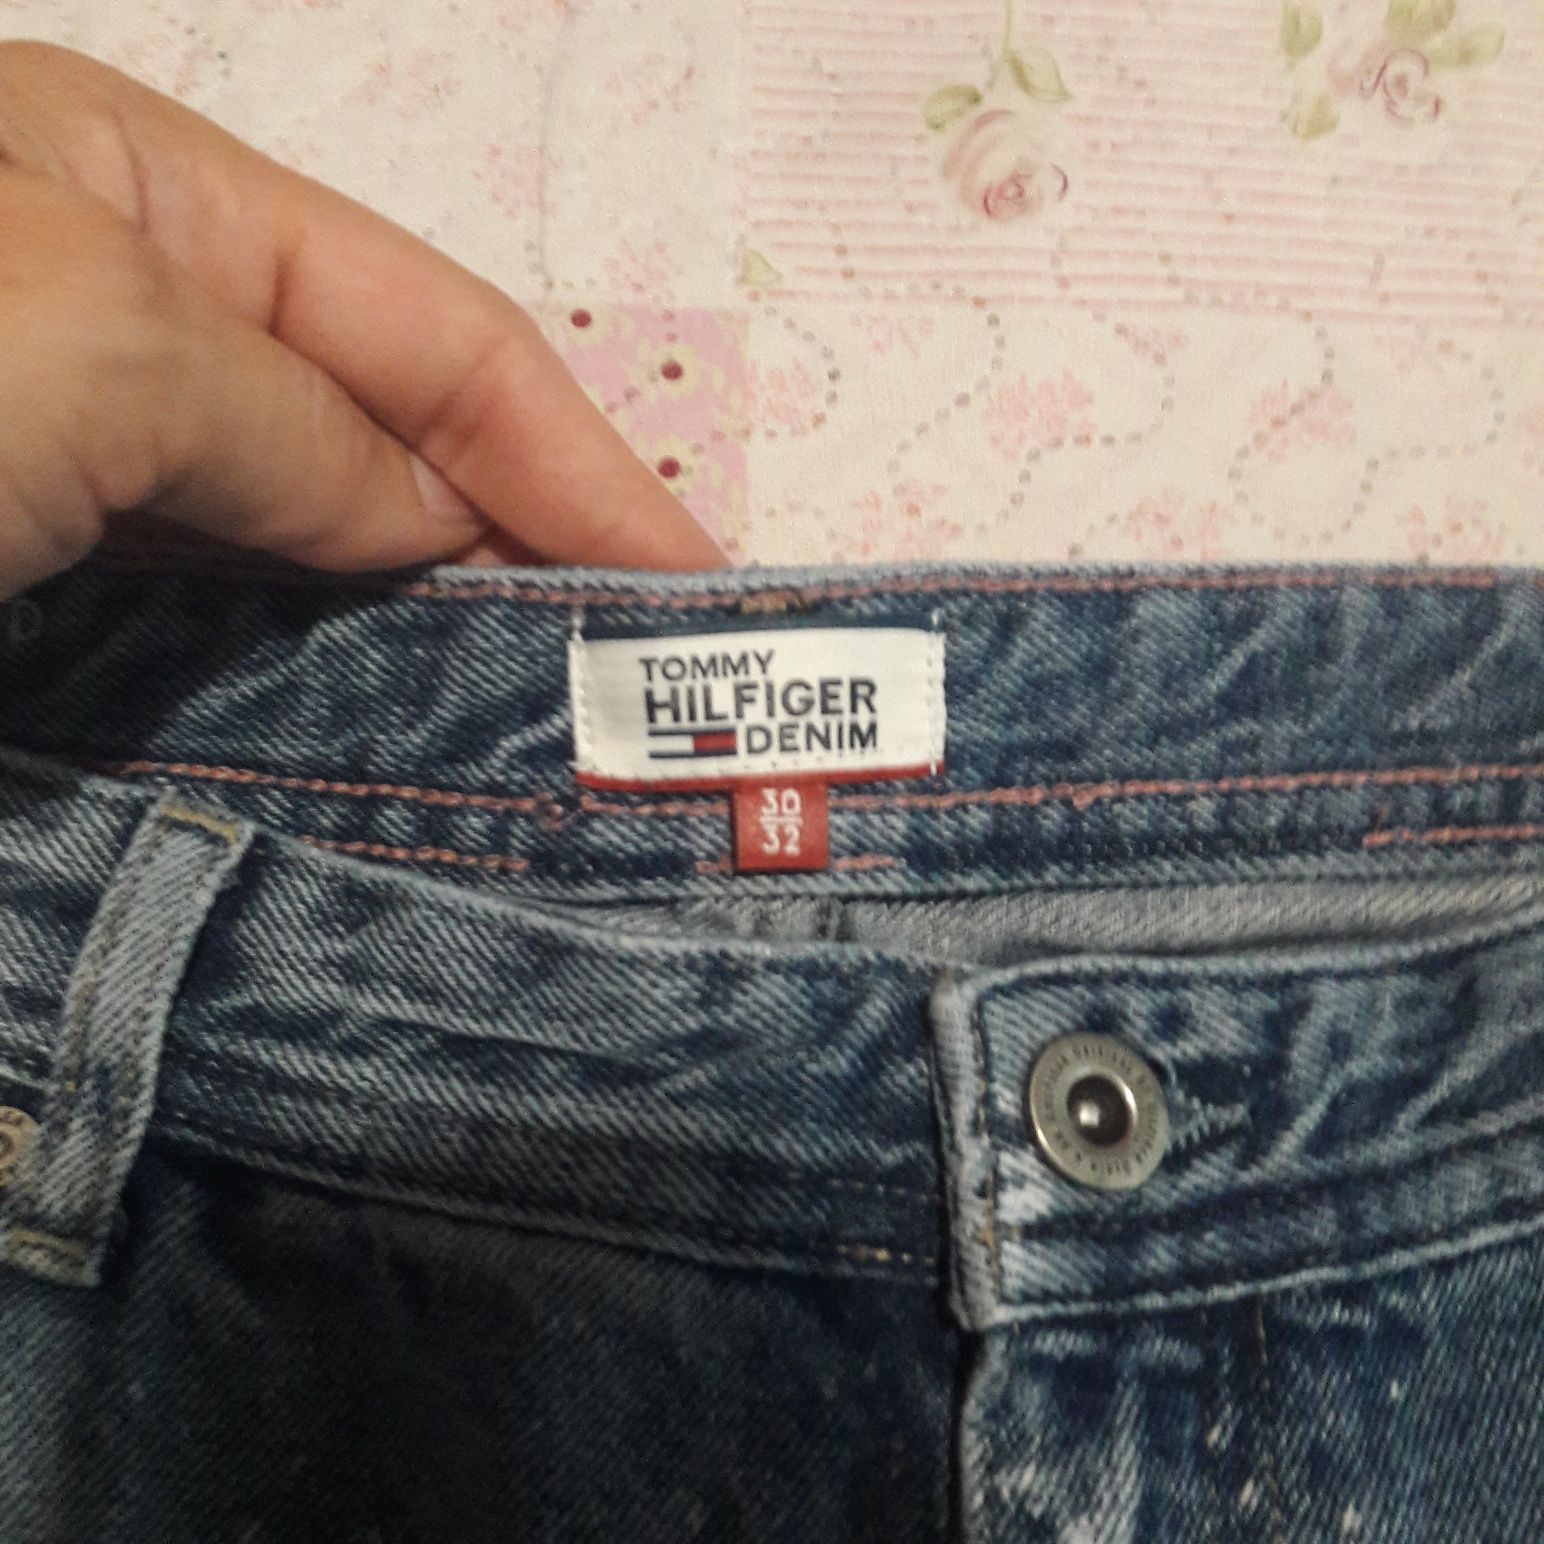 TOMMY
HILFIGER
DENIM
30
32